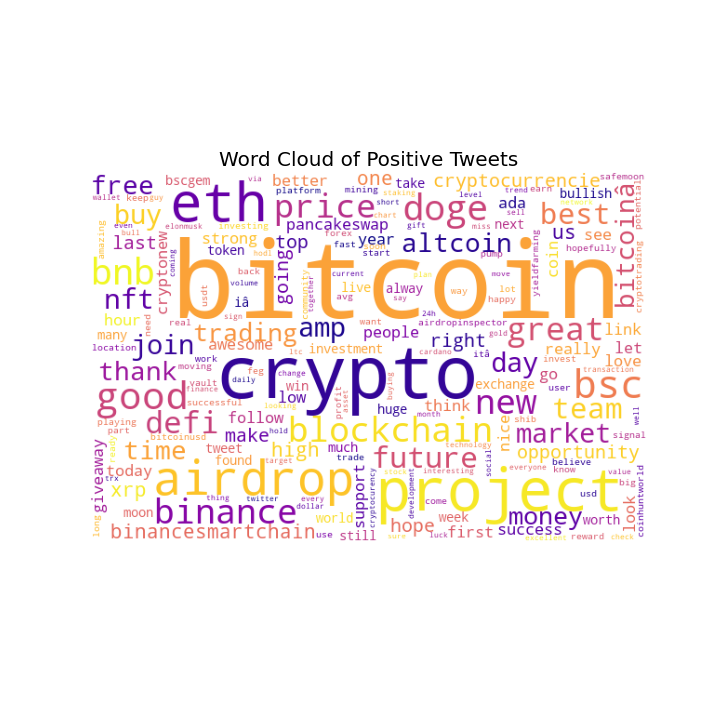 Word Cloud of Positive Tweets
free bscgem better one cryptocurrencie safemoon
wallet keep guy platform mining take level trend earn bullish
eth price doge best
buy pancakeswap ada us see
last strong top year altcoin next
amazing even bull elonmusk investing token forex fast soon
bitcoin
bnb cryptonew going coin bitcoina
nft usdt iâ community live alway yieldfarming potential cryptotrading
hour many real sign avg together happy lot way
join trading amp people right great link
location work investment really let
thank moving crypto day go love
good vault finance feg win low exchange bsc
defi follow huge think new team
playing part make blockchain nice market signal
time tweet high much opportunity
today found future believe
giveaway xrp airdrop project look
moon binance support money worth
binancesmartchain world hope week first success
still reward check
via short staking chart gift sell miss
hodl start pump hopefully
coming volume back current want say 24h move
need airdropinspector gold
ltc cardano itâ invest transaction
daily change user
successful profit asset buying month shib
bitcoinusd hold looking trade well
ready target technology
interesting stock everyone know value
trx thing twitter every dollar social development usd big
long use cryptocurency come luck sure coinhuntworld
awesome